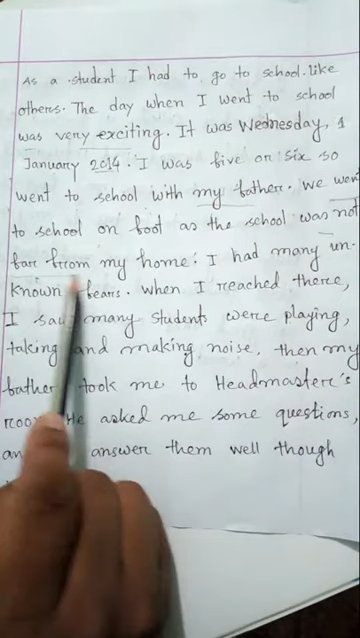 As a student I had to go to school like
others. The day when I went to school
was very exciting. It was Wednesday, 1
January 2014. I was five on six so
went to school with my father. We went
to school on foot as the school was not
far from my home. I had many un-
known fears. When I reached there,
I saw many students were playing,
taking and making noise, then my
father took me to Headmaster's
room He asked me some questions,
an answer them well though